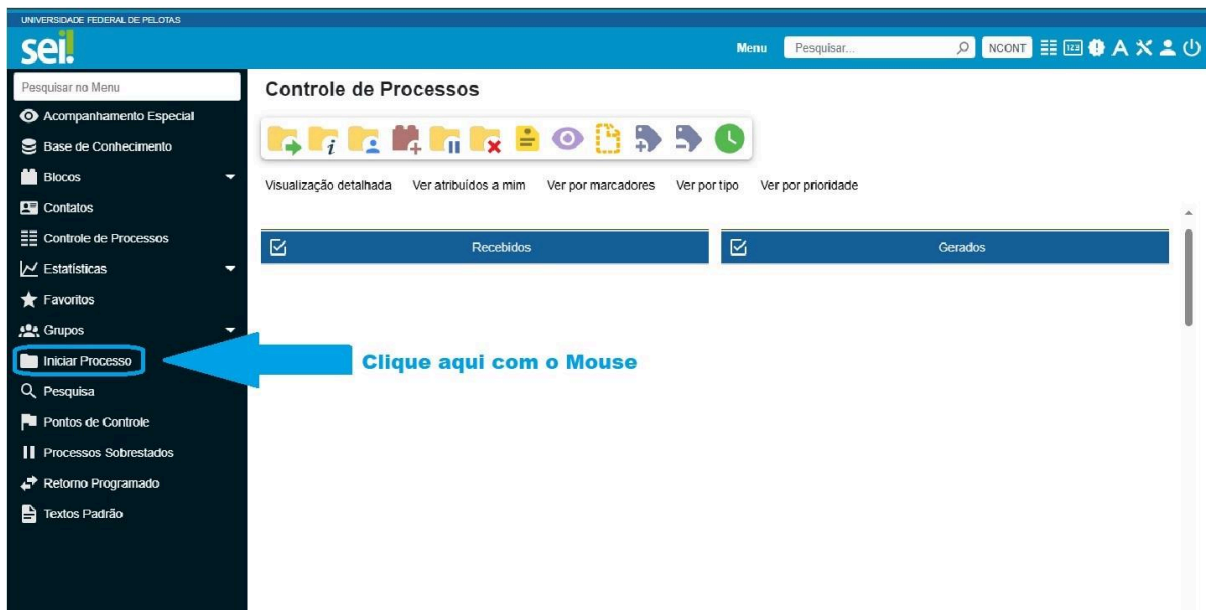 UNIVERSIDADE FEDERAL DE PELOTAS
sei!
Menu
Pesquisar...
NCONT
123
A
Pesquisar no Menu
Acompanhamento Especial
Base de Conhecimento
Blocos
Contatos
Controle de Processos
Estatísticas
Favoritos
Grupos
Iniciar Processo
Pesquisa
Pontos de Controle
Processos Sobrestados
Retorno Programado
Textos Padrão
Controle de Processos
Visualização detalhada Ver atribuídos a mim Ver por marcadores Ver por tipo Ver por prioridade
Recebidos
Gerados
Clique aqui com o Mouse